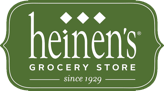 heinen's
GROCERY STORE
since 1929